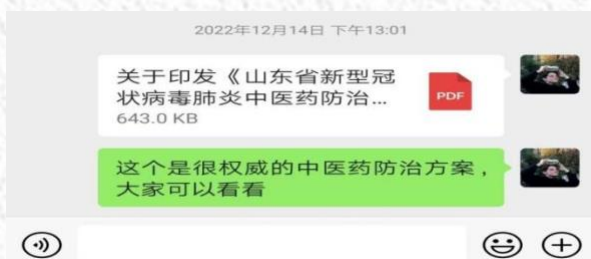 2022年12月14日 下午13:01
关于印发《山东省新型冠
状病毒肺炎中医药防治...
643.0 KB
PDF
这个是很权威的中医药防治方案，
大家可以看看